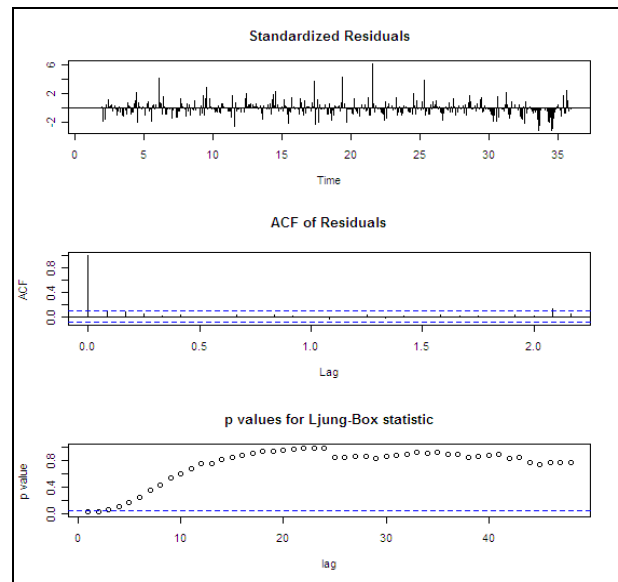 Standardized Residuals
6
2
-2
0 5 10 15 20 25 30 35
Time
ACF of Residuals
ACF
0.8
0.4
0.0
0.0 0.5 1.0 1.5 2.0
Lag
p values for Ljung-Box statistic
p value
0.8
0.4
0.0
0 10 20 30 40
lag